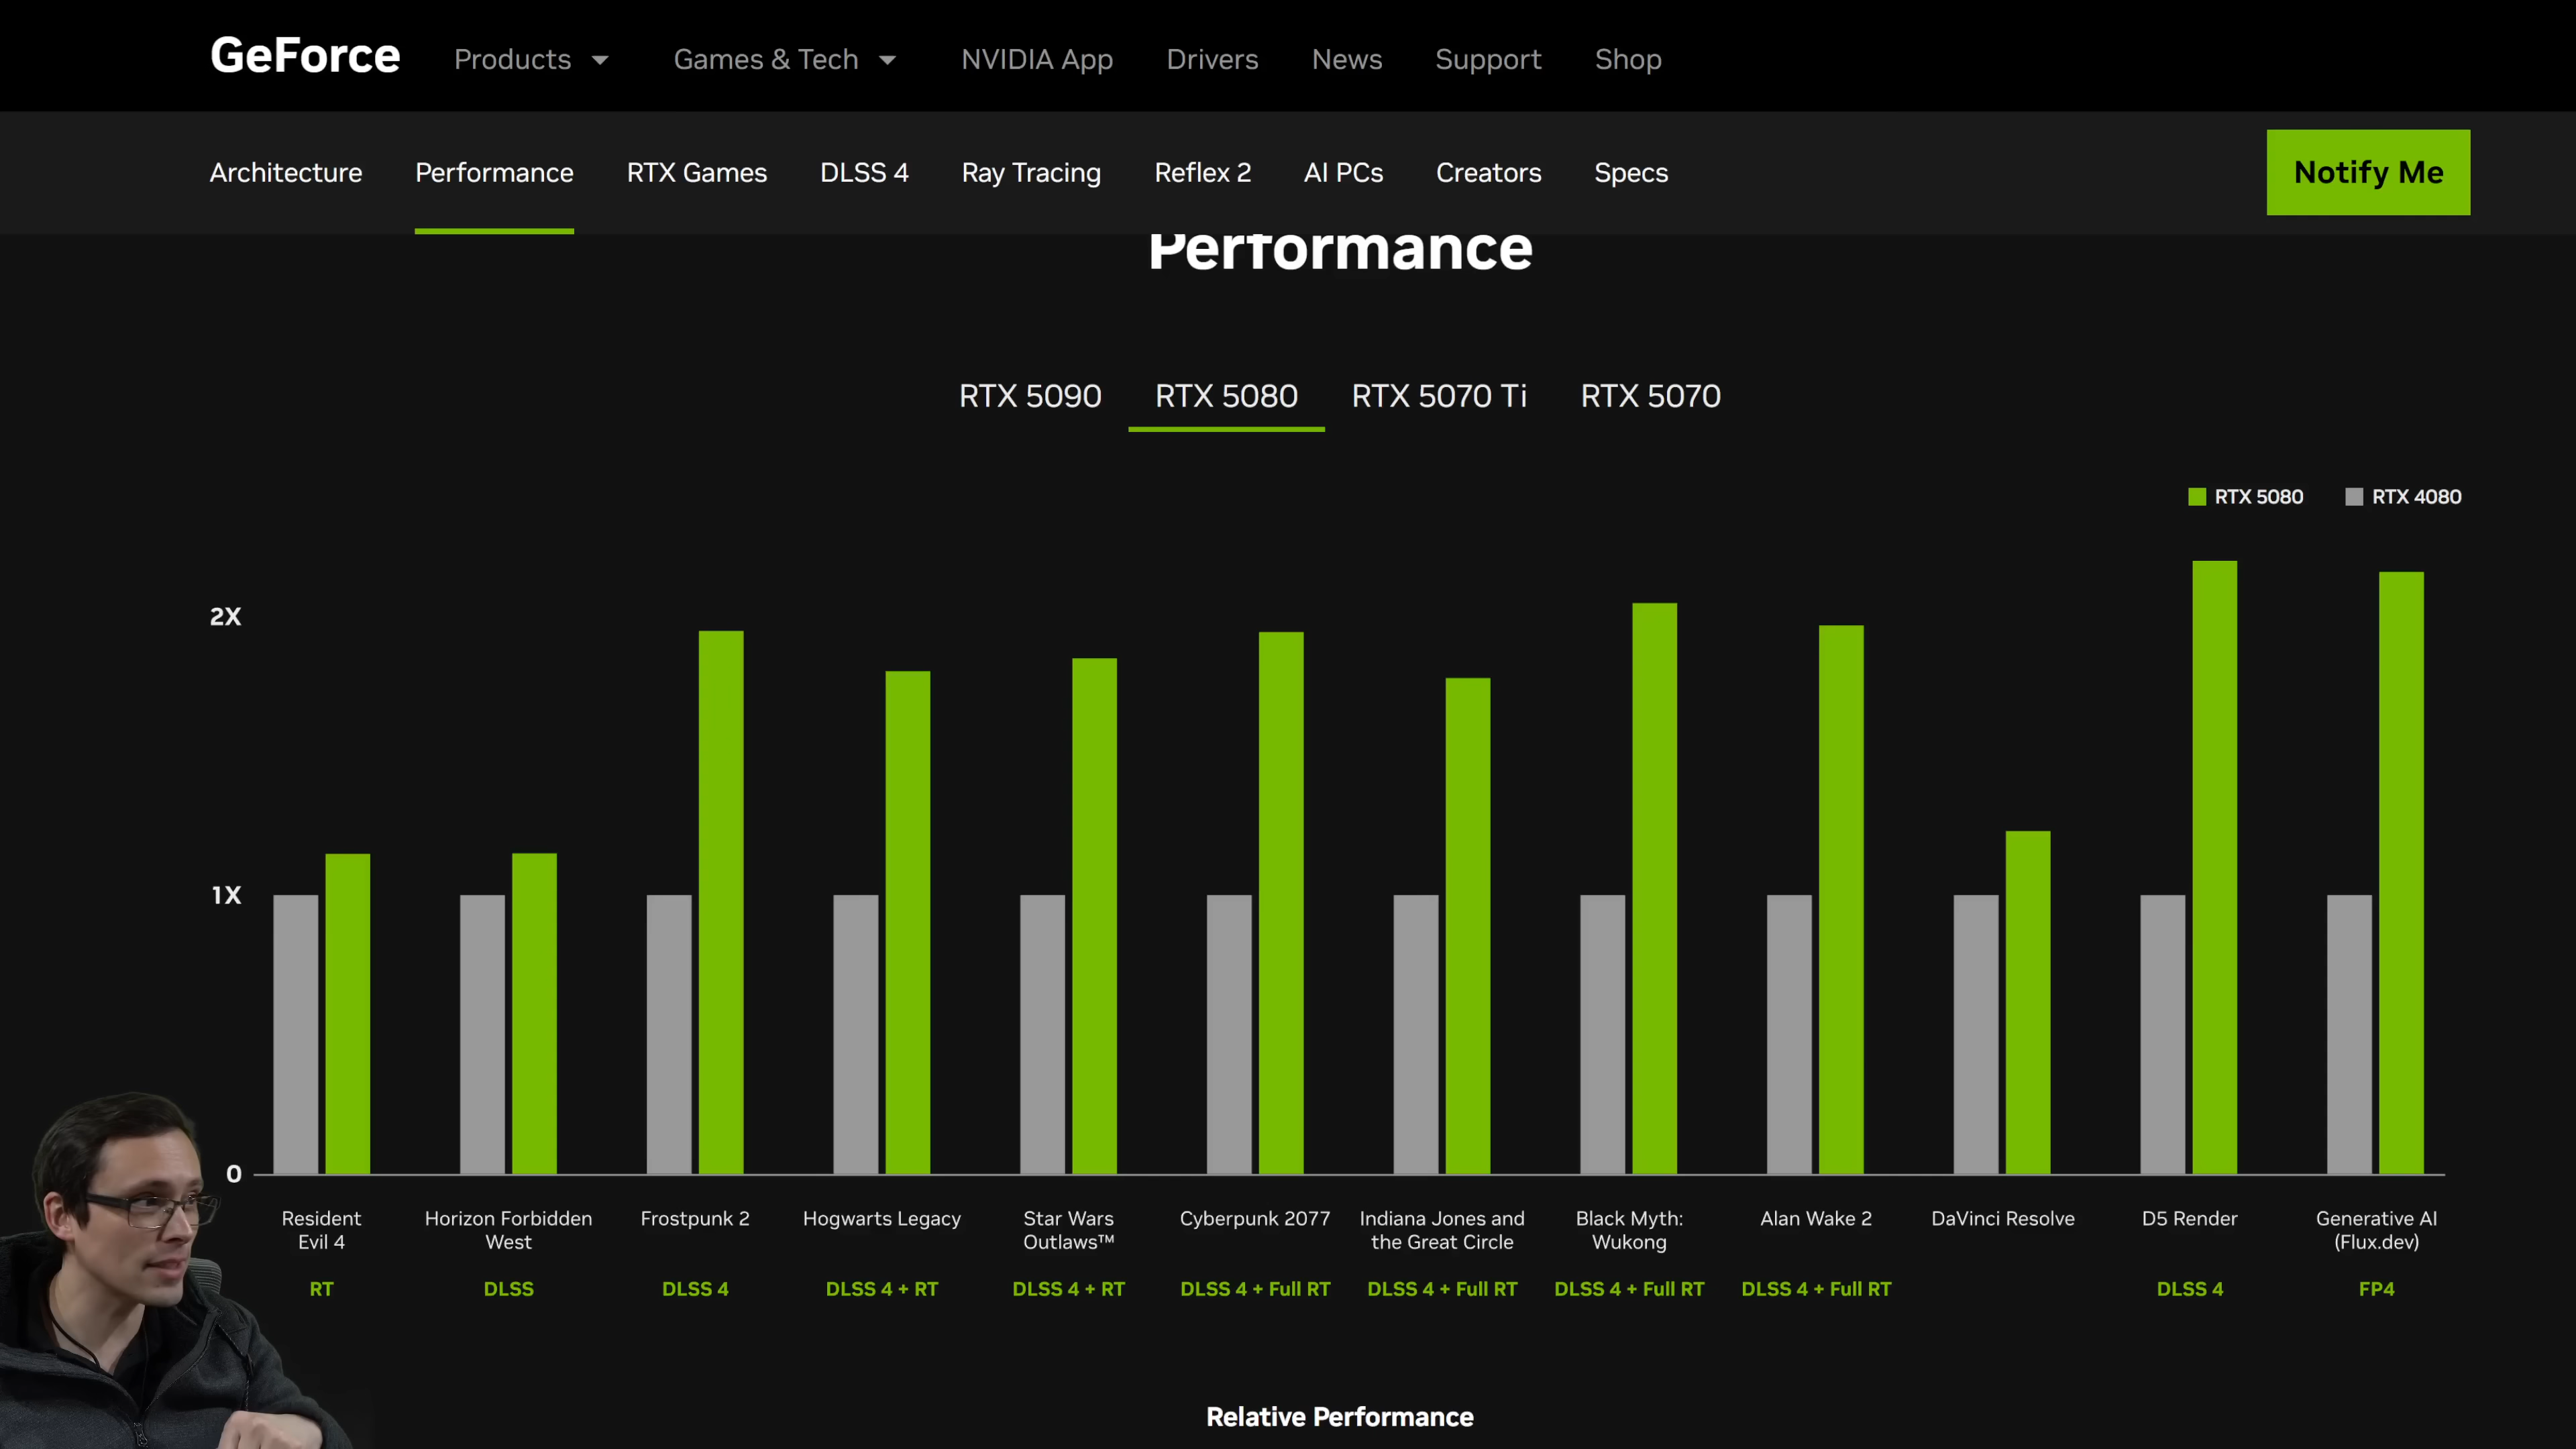 GeForce
Products
Games & Tech
NVIDIA App
Drivers
News
Support
Shop
Architecture
Performance
RTX Games
DLSS 4
Ray Tracing
Reflex 2
AI PCs
Creators
Specs
Notify Me
Performance
RTX 5090
RTX 5080
RTX 5070 Ti
RTX 5070
RTX 5080
RTX 4080
2X
1X
0
Resident
Evil 4
RT
Horizon Forbidden
West
DLSS
Frostpunk 2
DLSS 4
Hogwarts Legacy
DLSS 4 + RT
Star Wars
Outlaws™
DLSS 4 + RT
Cyberpunk 2077
DLSS 4 + Full RT
Indiana Jones and
the Great Circle
DLSS 4 + Full RT
Black Myth:
Wukong
DLSS 4 + Full RT
Alan Wake 2
DLSS 4 + Full RT
DaVinci Resolve
D5 Render
DLSS 4
Generative AI
(Flux.dev)
FP4
Relative Performance